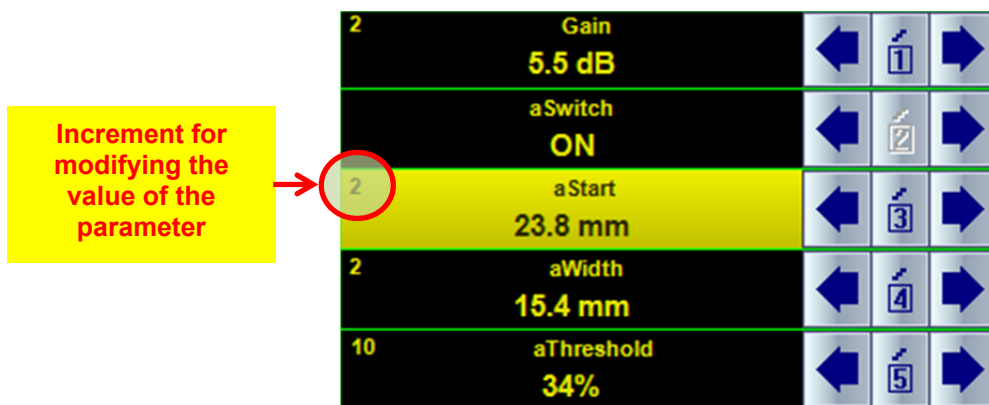 Increment for
modifying the
value of the
parameter
2 Gain
5.5 dB
1
aSwitch
ON
2
2 aStart
23.8 mm
3
2 aWidth
15.4 mm
4
10 aThreshold
34%
5